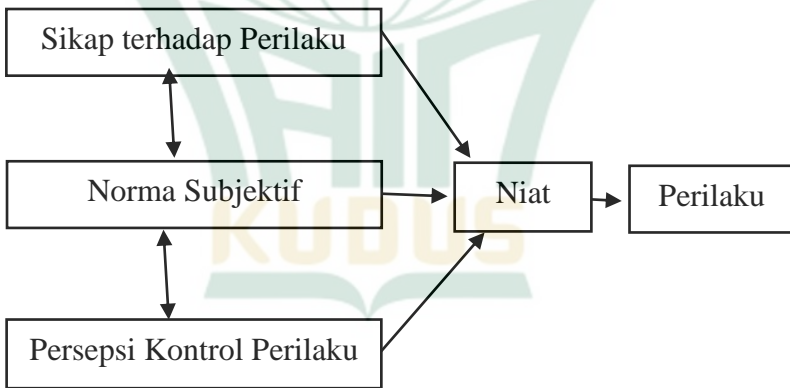 Sikap terhadap Perilaku
Norma Subjektif
Niat
Perilaku
Persepsi Kontrol Perilaku
KUDUS